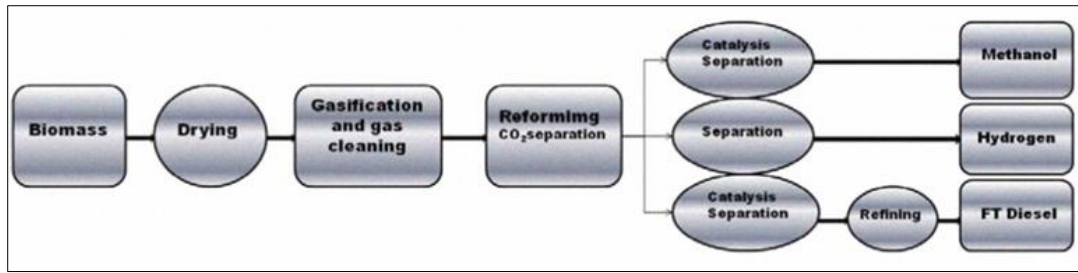 Biomass
Drying
Gasification
and gas
cleaning
Reformimg
CO₂separation
Catalysis
Separation
Methanol
Separation
Hydrogen
Catalysis
Separation
Refining
FT Diesel